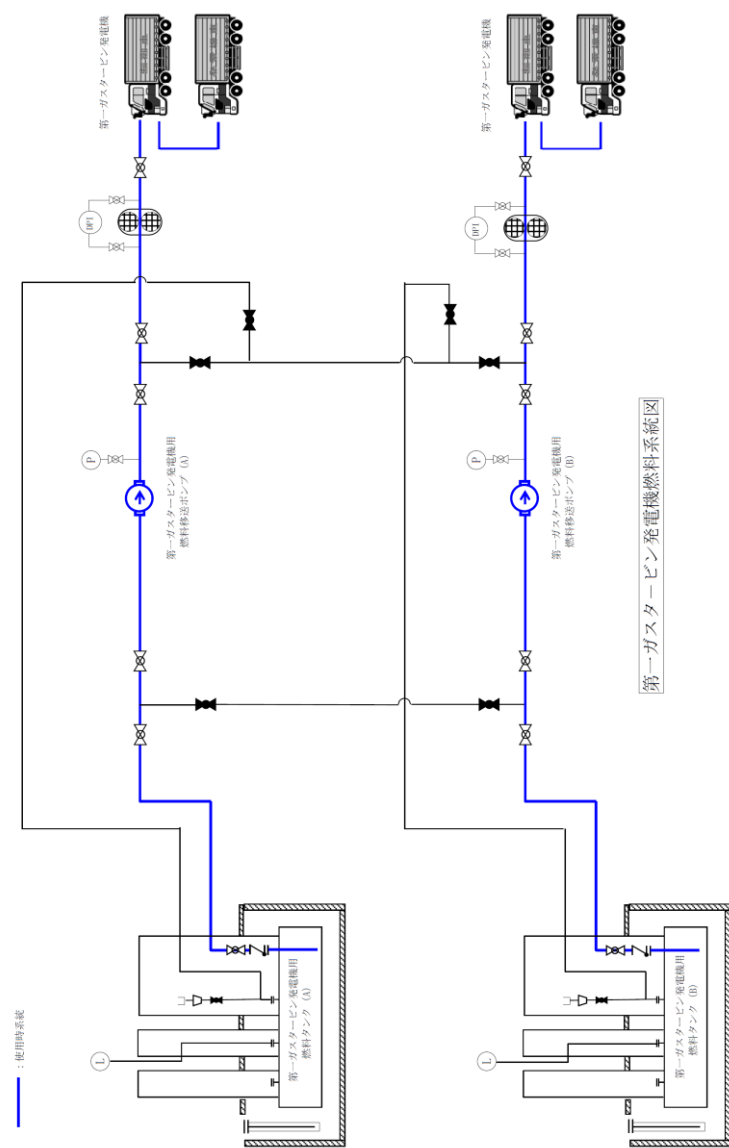 第一ガスタービン発電機
第一ガスタービン発電機
DPI
DPI
P
P
第一ガスタービン発電機用
燃料移送ポンプ (A)
第一ガスタービン発電機用
燃料移送ポンプ (B)
第一ガスタービン発電機燃料系統図
L
L
第一ガスタービン発電機用
燃料タンク (A)
第一ガスタービン発電機用
燃料タンク (B)
：使用時系統